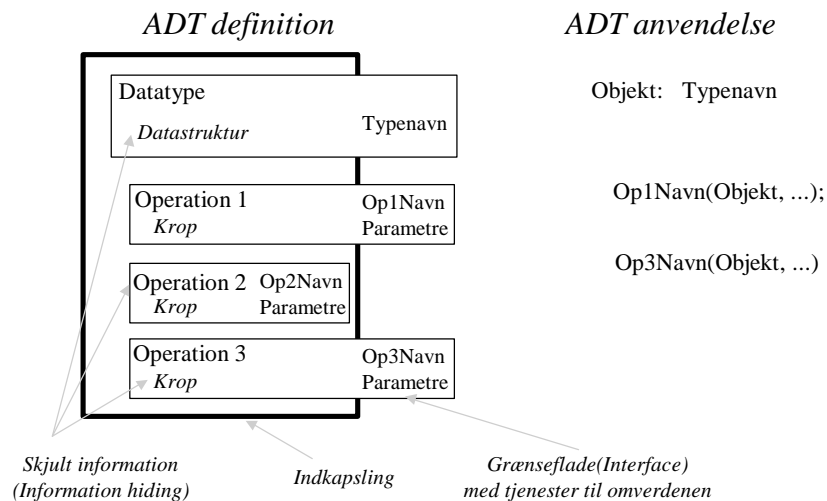 ADT definition
ADT anvendelse
Datatype
Datastruktur
Typenavn
Objekt: Typenavn
Operation 1
Krop
Op1Navn
Parametre
Op1Navn(Objekt, ...);
Operation 2
Krop
Op2Navn
Parametre
Op3Navn(Objekt, ...)
Operation 3
Krop
Op3Navn
Parametre
Skjult information
(Information hiding)
Indkapsling
Grænseflade(Interface)
med tjenester til omverdenen